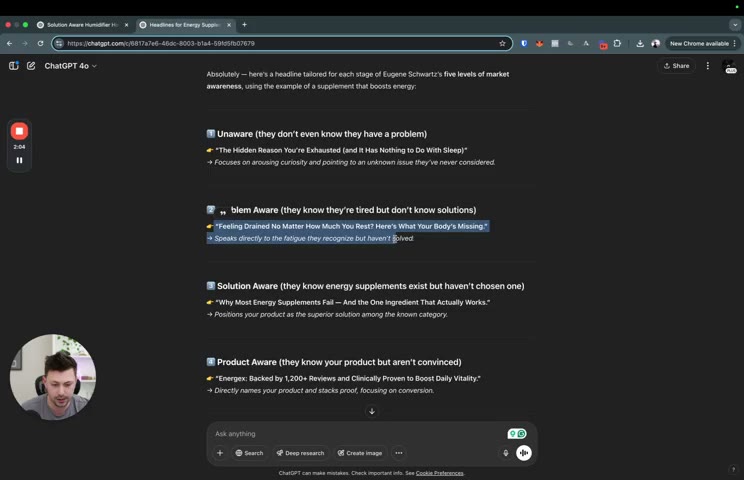 Solution Aware Humidifier H
Headlines for Energy Supplem
https://chatgpt.com/c/6817a7e6-46dc-8003-b1a4-59fd5fb07679
New Chrome available
ChatGPT 4o
Share
PLUS
2:04
Absolutely — here's a headline tailored for each stage of Eugene Schwartz's five levels of market
awareness, using the example of a supplement that boosts energy:
1 Unaware (they don't even know they have a problem)
👉 "The Hidden Reason You're Exhausted (and It Has Nothing to Do With Sleep)"
→ Focuses on arousing curiosity and pointing to an unknown issue they've never considered.
2 blem Aware (they know they're tired but don't know solutions)
👉 "Feeling Drained No Matter How Much You Rest? Here's What Your Body's Missing."
→ Speaks directly to the fatigue they recognize but haven't solved.
3 Solution Aware (they know energy supplements exist but haven't chosen one)
👉 "Why Most Energy Supplements Fail — And the One Ingredient That Actually Works."
→ Positions your product as the superior solution among the known category.
4 Product Aware (they know your product but aren't convinced)
👉 "Energex: Backed by 1,200+ Reviews and Clinically Proven to Boost Daily Vitality."
→ Directly names your product and stacks proof, focusing on conversion.
Ask anything
Search
Deep research
Create image
ChatGPT can make mistakes. Check important info. See Cookie Preferences.
?